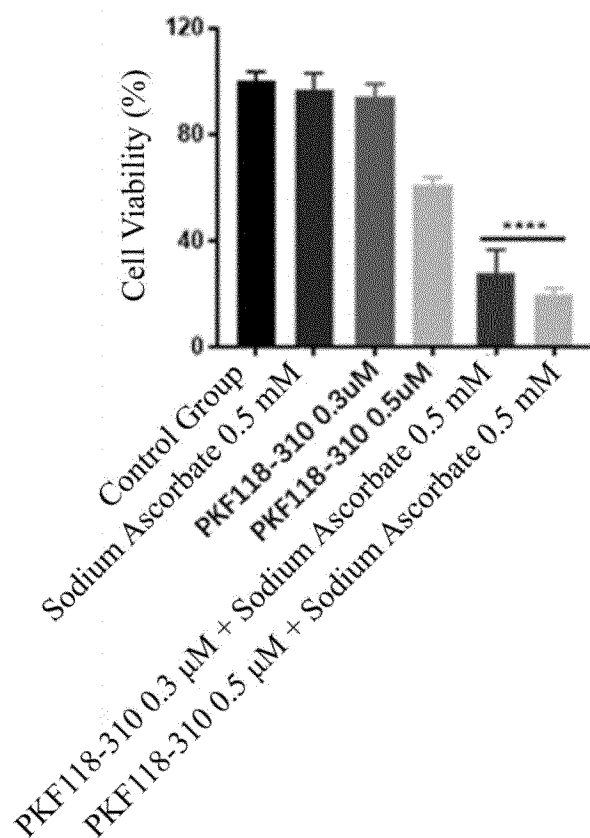 Cell Viability (%)
120
80
40
0
****
Control Group
Sodium Ascorbate 0.5 mM
PKF118-310 0.3uM
PKF118-310 0.5uM
PKF118-310 0.3 μM + Sodium Ascorbate 0.5 mM
PKF118-310 0.5 μM + Sodium Ascorbate 0.5 mM